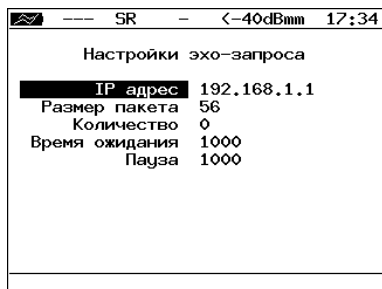 --- SR – <-40dBmm 17:34
Настройки эхо-запроса
IP адрес 192.168.1.1
Размер пакета 56
Количество 0
Время ожидания 1000
Пауза 1000